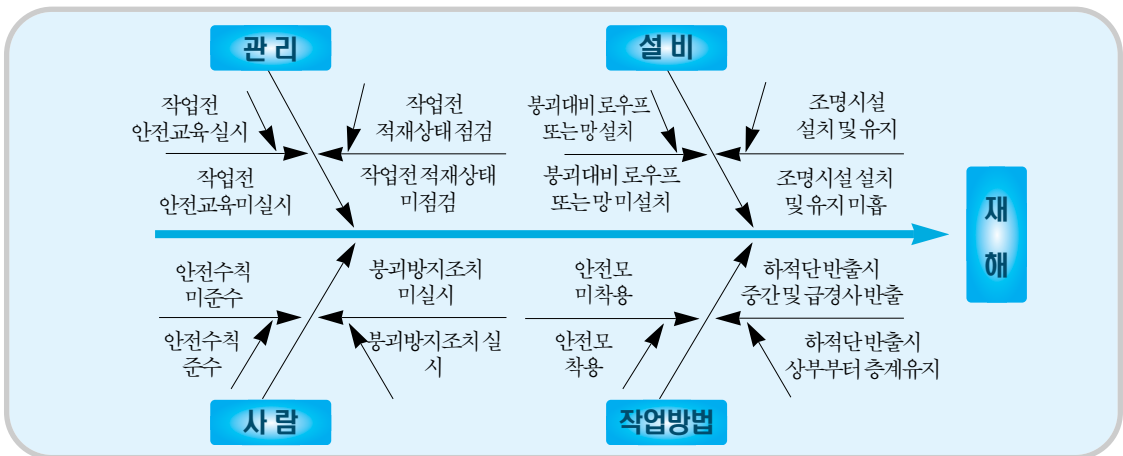 관 리
설 비
작업전
안전교육실시
작업전
적재상태 점검
붕괴대비 로우프
또는 망 설치
조명시설
설치 및 유지
작업전
안전교육미실시
작업전 적재상태
미점검
붕괴대비 로우프
또는 망 미설치
조명시설 설치
및 유지 미흡
재
해
안전수칙
미준수
붕괴방지조치
미실시
안전모
미착용
하적단 반출시
중간 및 급경사 반출
안전수칙
준수
붕괴방지조치 실
시
안전모
착용
하적단 반출시
상부부터 층계유지
사 람
작업방법